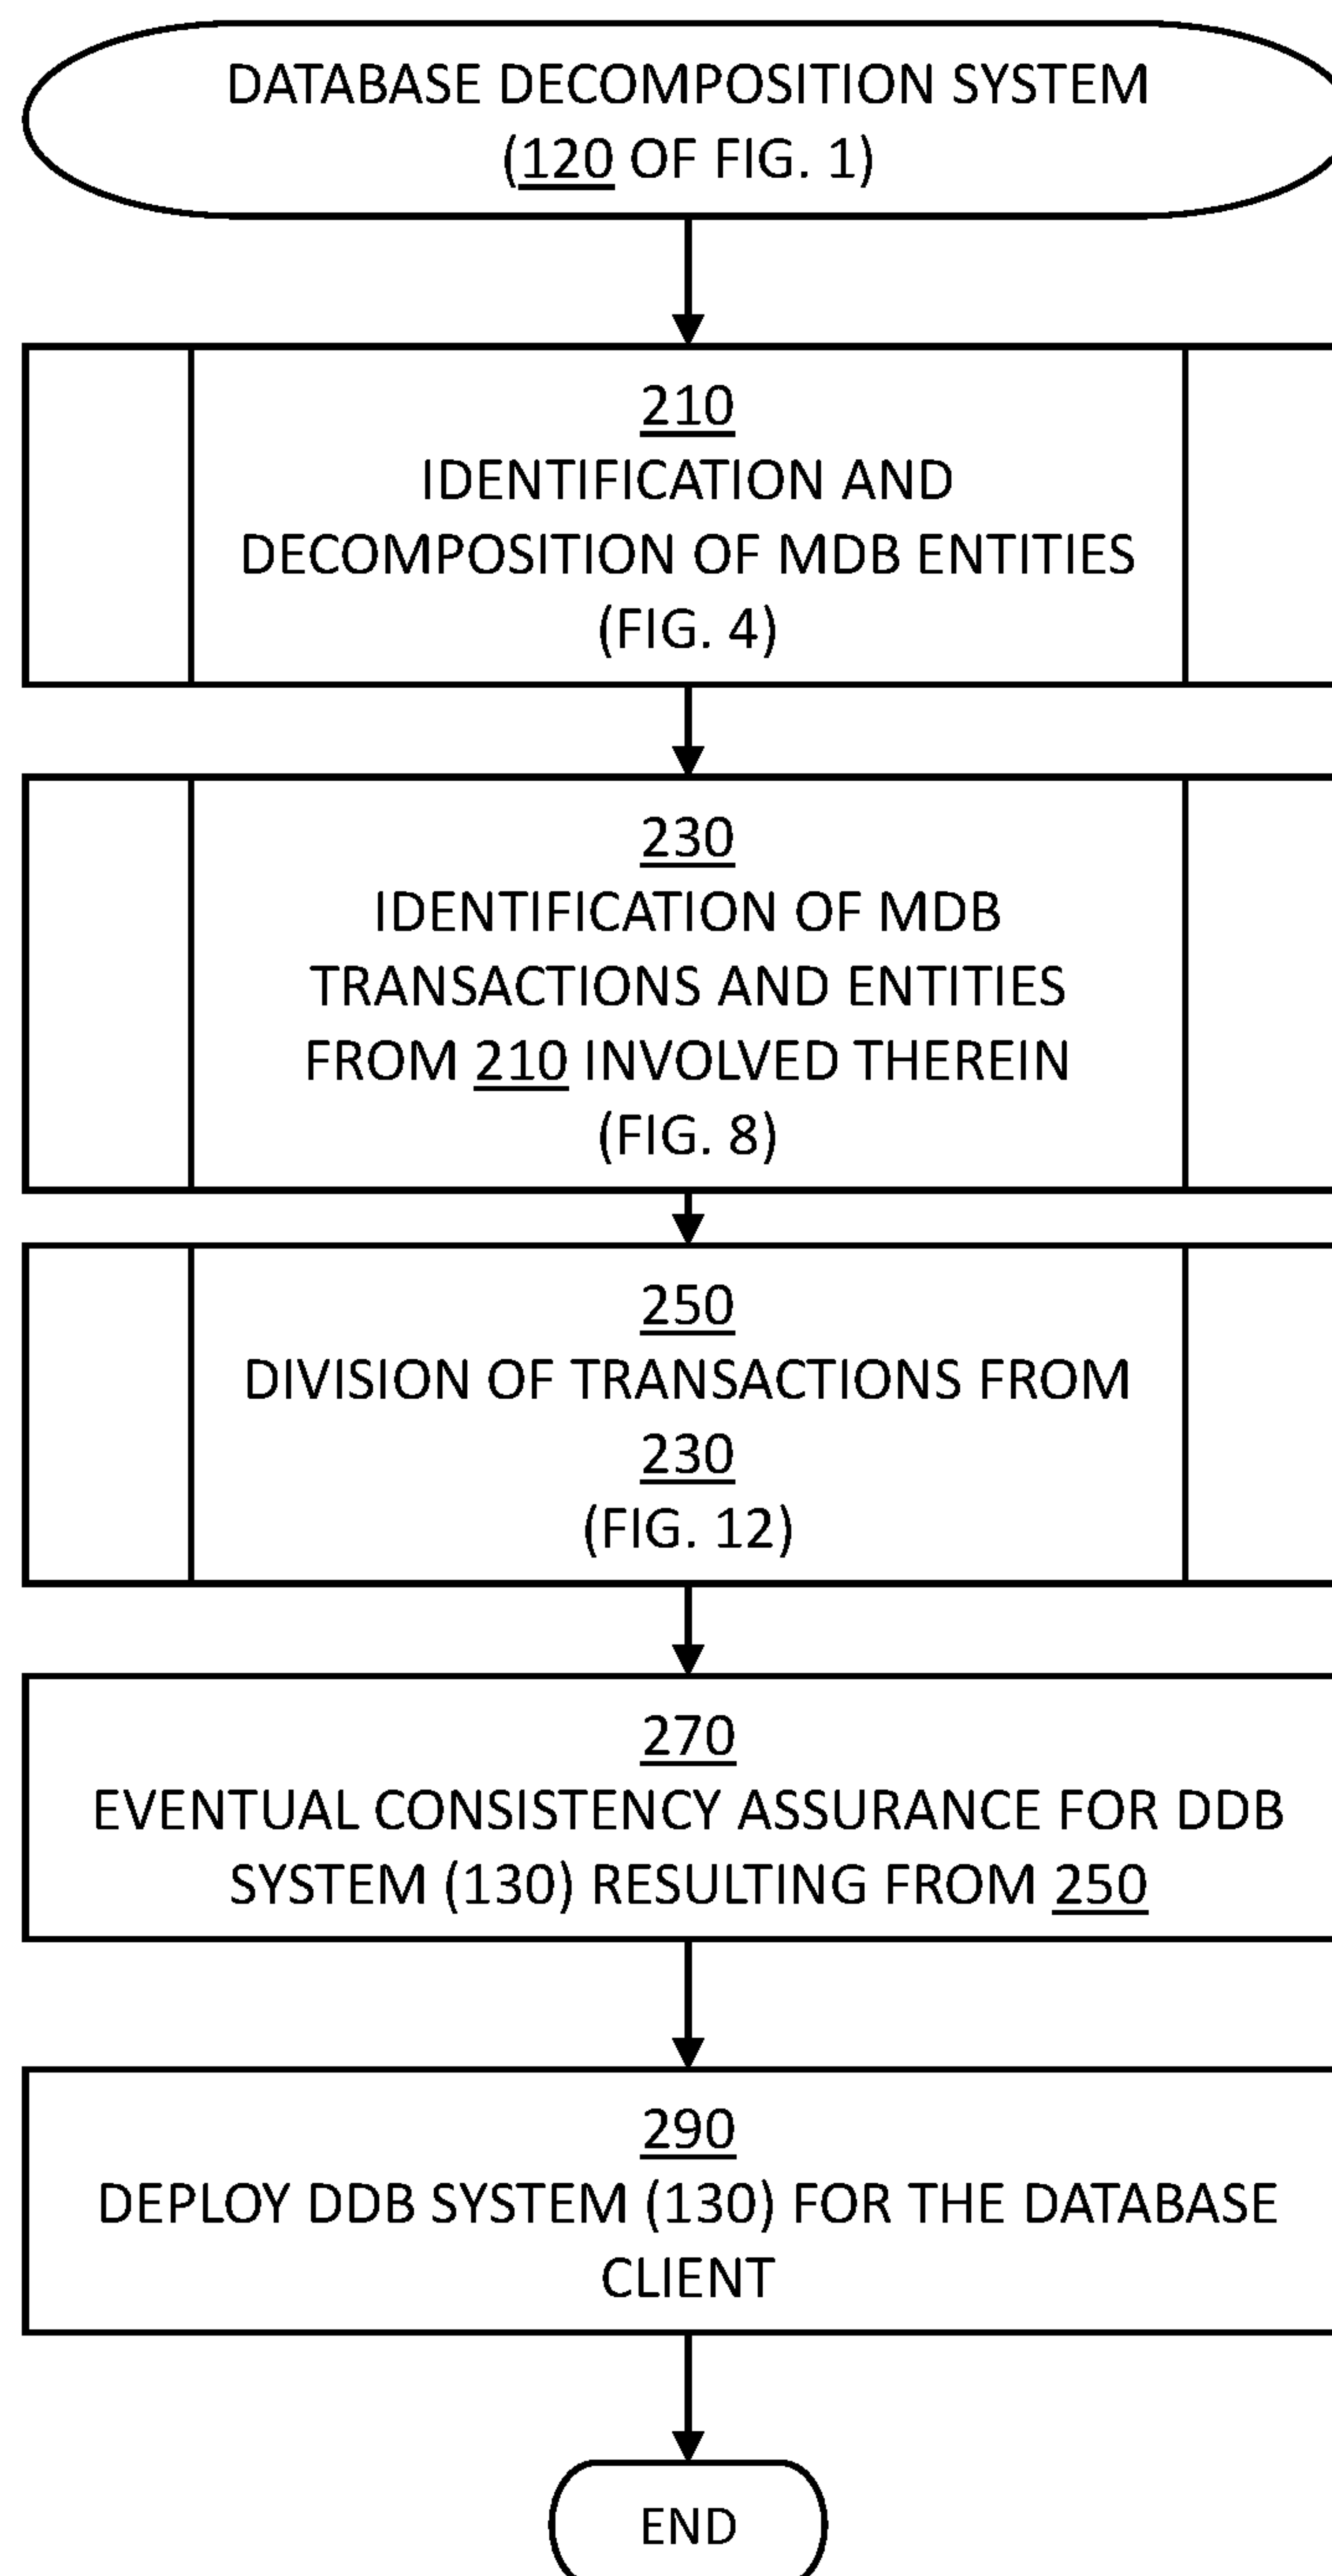 DATABASE DECOMPOSITION SYSTEM
(120 OF FIG. 1)
210
IDENTIFICATION AND
DECOMPOSITION OF MDB ENTITIES
(FIG. 4)
230
IDENTIFICATION OF MDB
TRANSACTIONS AND ENTITIES
FROM 210 INVOLVED THEREIN
(FIG. 8)
250
DIVISION OF TRANSACTIONS FROM
230
(FIG. 12)
270
EVENTUAL CONSISTENCY ASSURANCE FOR DDB
SYSTEM (130) RESULTING FROM 250
290
DEPLOY DDB SYSTEM (130) FOR THE DATABASE
CLIENT
END